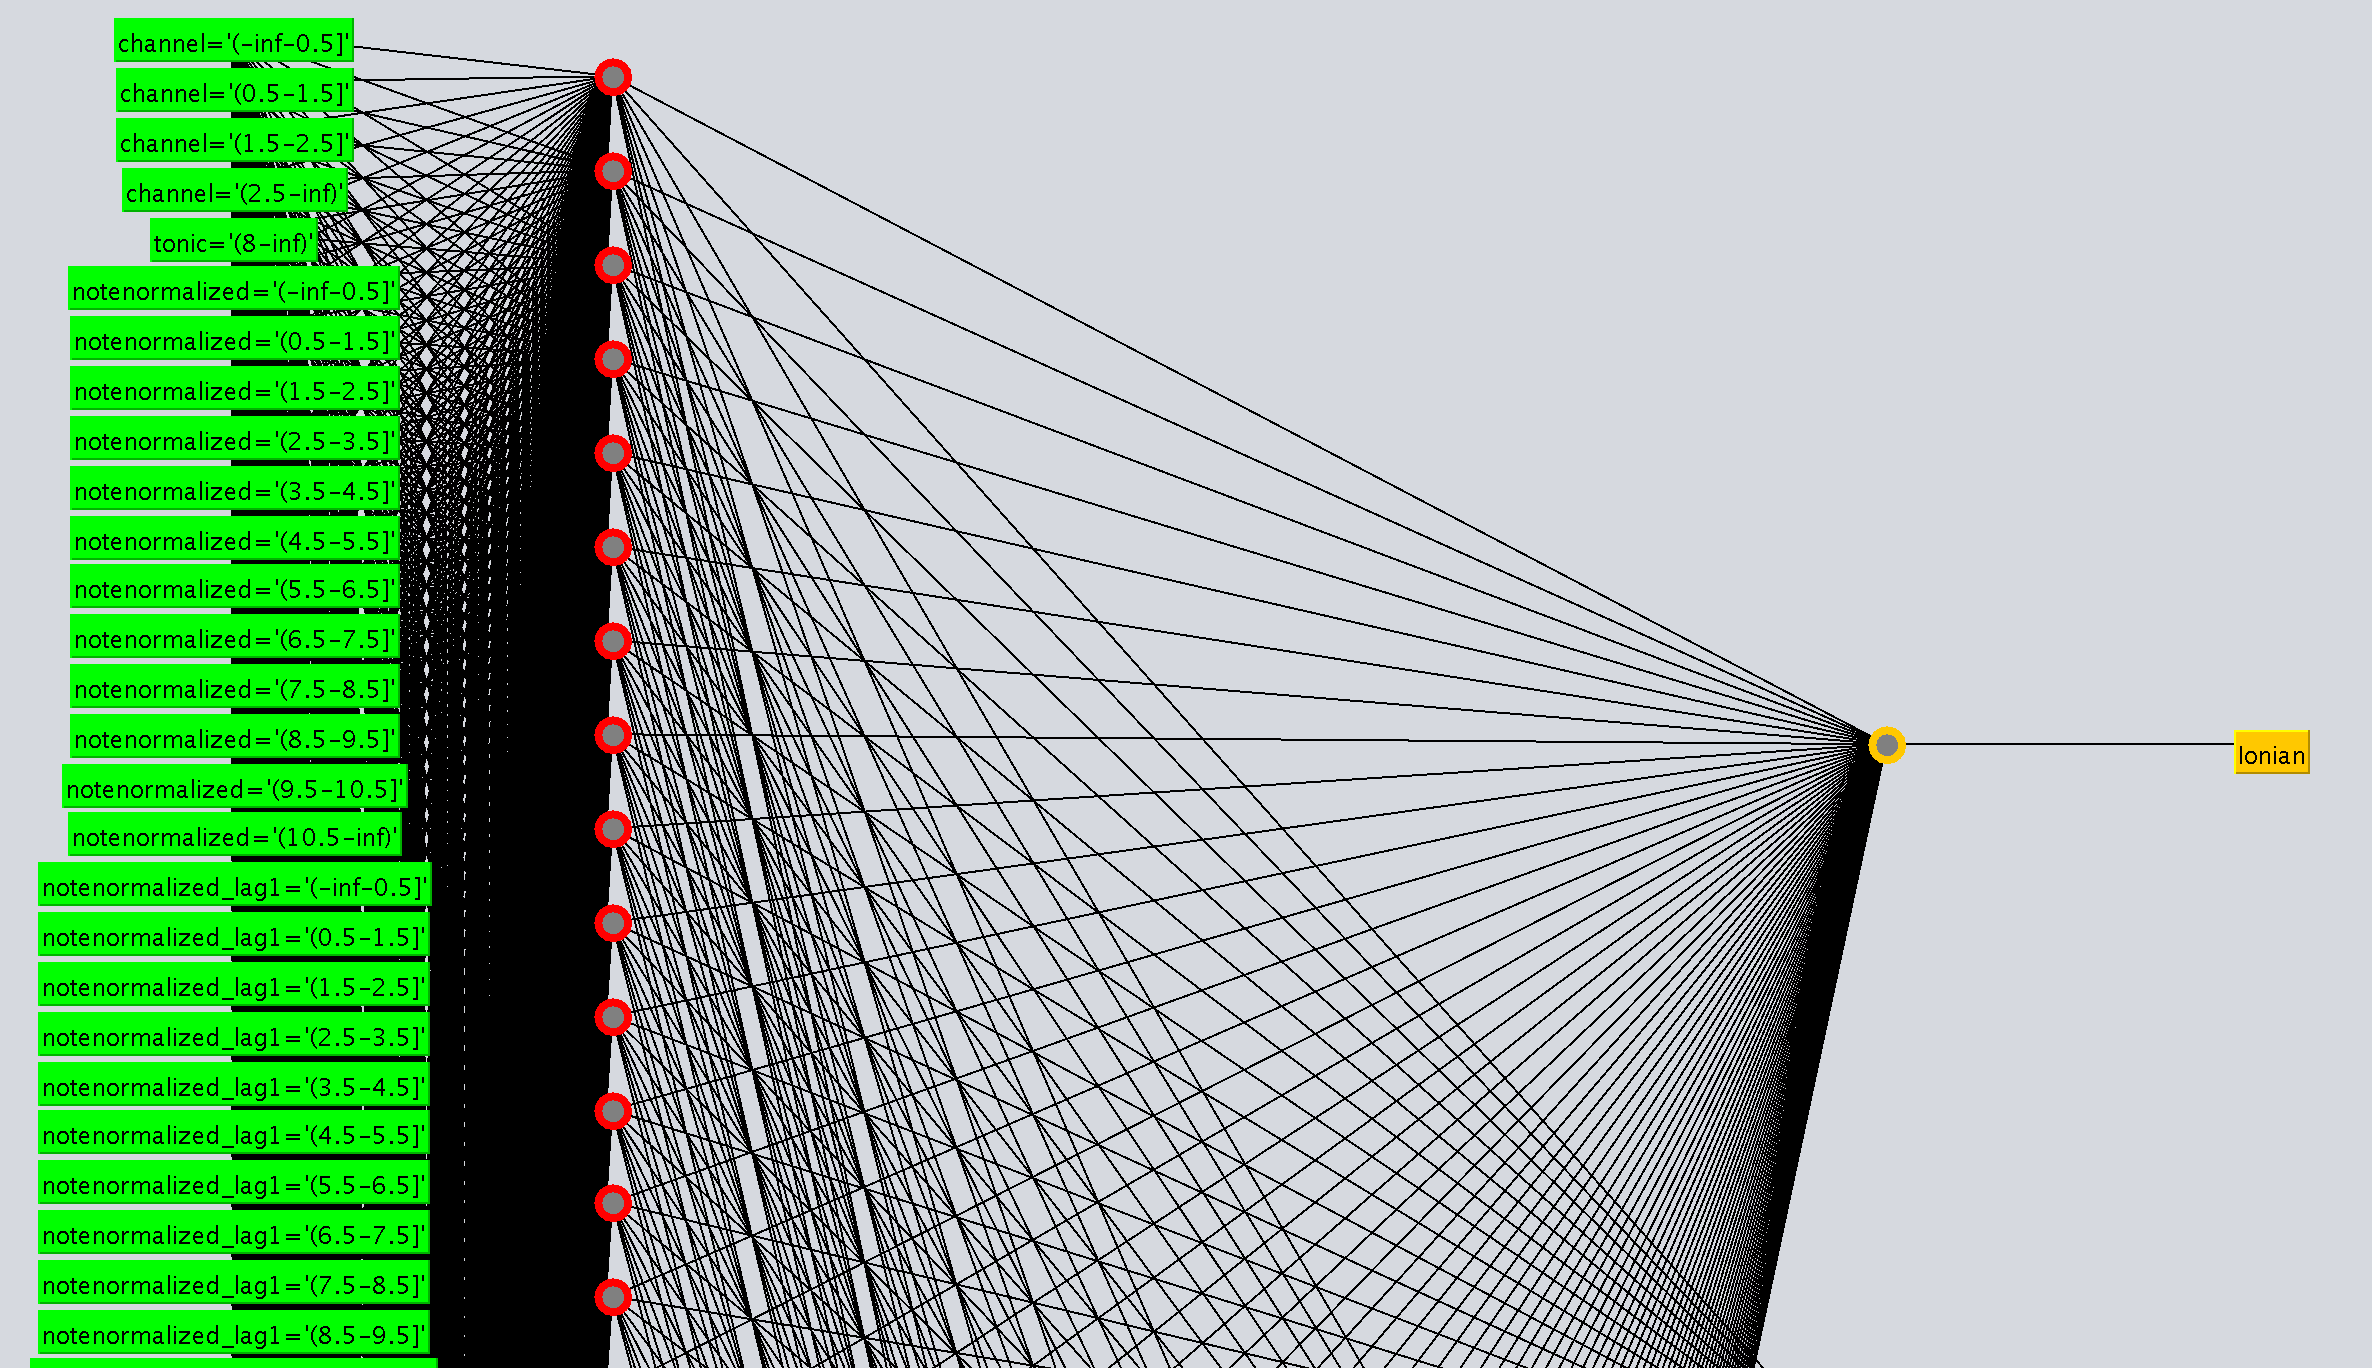 channel='(-inf-0.5]'
channel='(0.5-1.5]'
channel='(1.5-2.5]'
channel='(2.5-inf)'
tonic='(8-inf)'
notenormalized='(-inf-0.5]'
notenormalized='(0.5-1.5]'
notenormalized='(1.5-2.5]'
notenormalized='(2.5-3.5]'
notenormalized='(3.5-4.5]'
notenormalized='(4.5-5.5]'
notenormalized='(5.5-6.5]'
notenormalized='(6.5-7.5]'
notenormalized='(7.5-8.5]'
notenormalized='(8.5-9.5]'
notenormalized='(9.5-10.5]'
notenormalized='(10.5-inf)'
notenormalized_lag1='(-inf-0.5]'
notenormalized_lag1='(0.5-1.5]'
notenormalized_lag1='(1.5-2.5]'
notenormalized_lag1='(2.5-3.5]'
notenormalized_lag1='(3.5-4.5]'
notenormalized_lag1='(4.5-5.5]'
notenormalized_lag1='(5.5-6.5]'
notenormalized_lag1='(6.5-7.5]'
notenormalized_lag1='(7.5-8.5]'
notenormalized_lag1='(8.5-9.5]'
Ionian